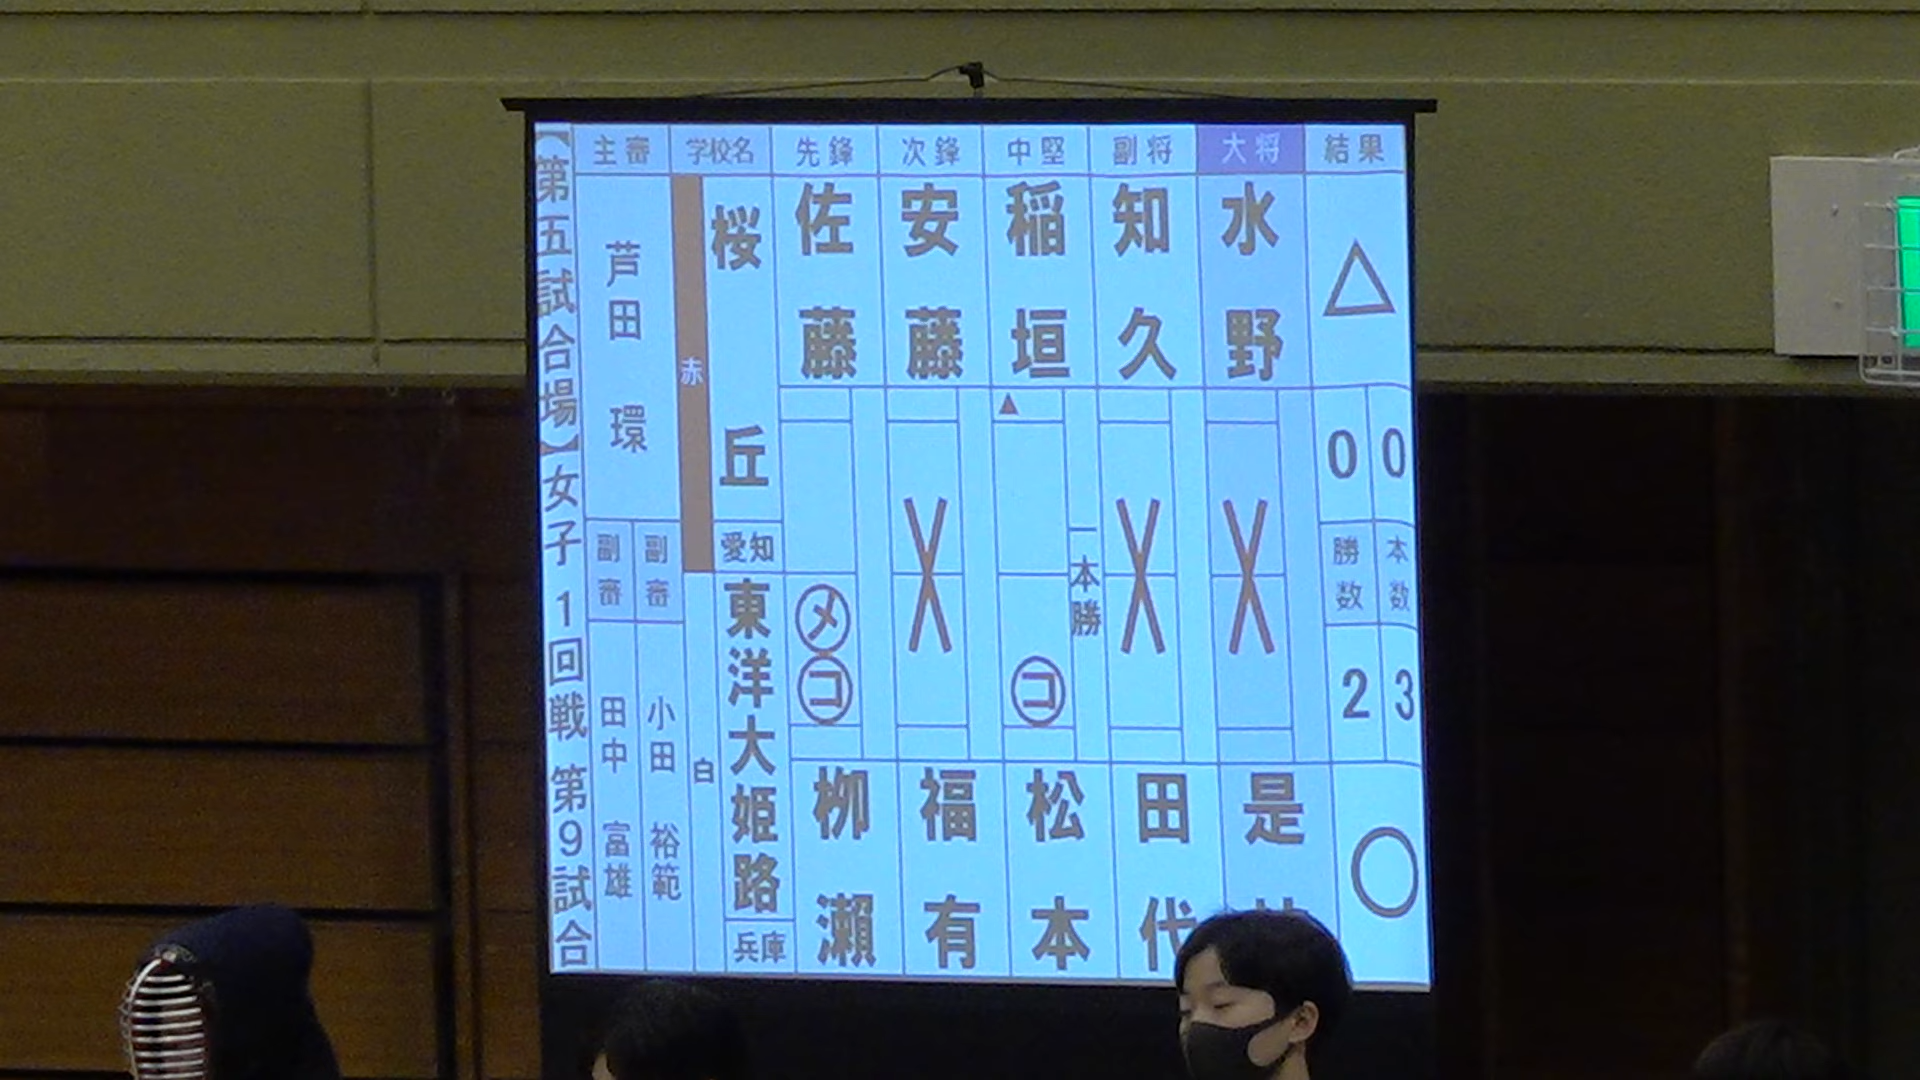 【第五試合場】女子 1回戦 第9試合
主審 学校名 先鋒 次鋒 中堅 副将 大将 結果
芦田 環
赤
桜丘
愛知
佐藤
安藤
稲垣
知久
水野
△
▲
0 0
副審 副審
勝数 本数
メ
コ
コ
一本勝
2 3
田中 富雄
小田 裕範
白
東洋大姫路
兵庫
栁瀬
福有
松本
田代
是
○